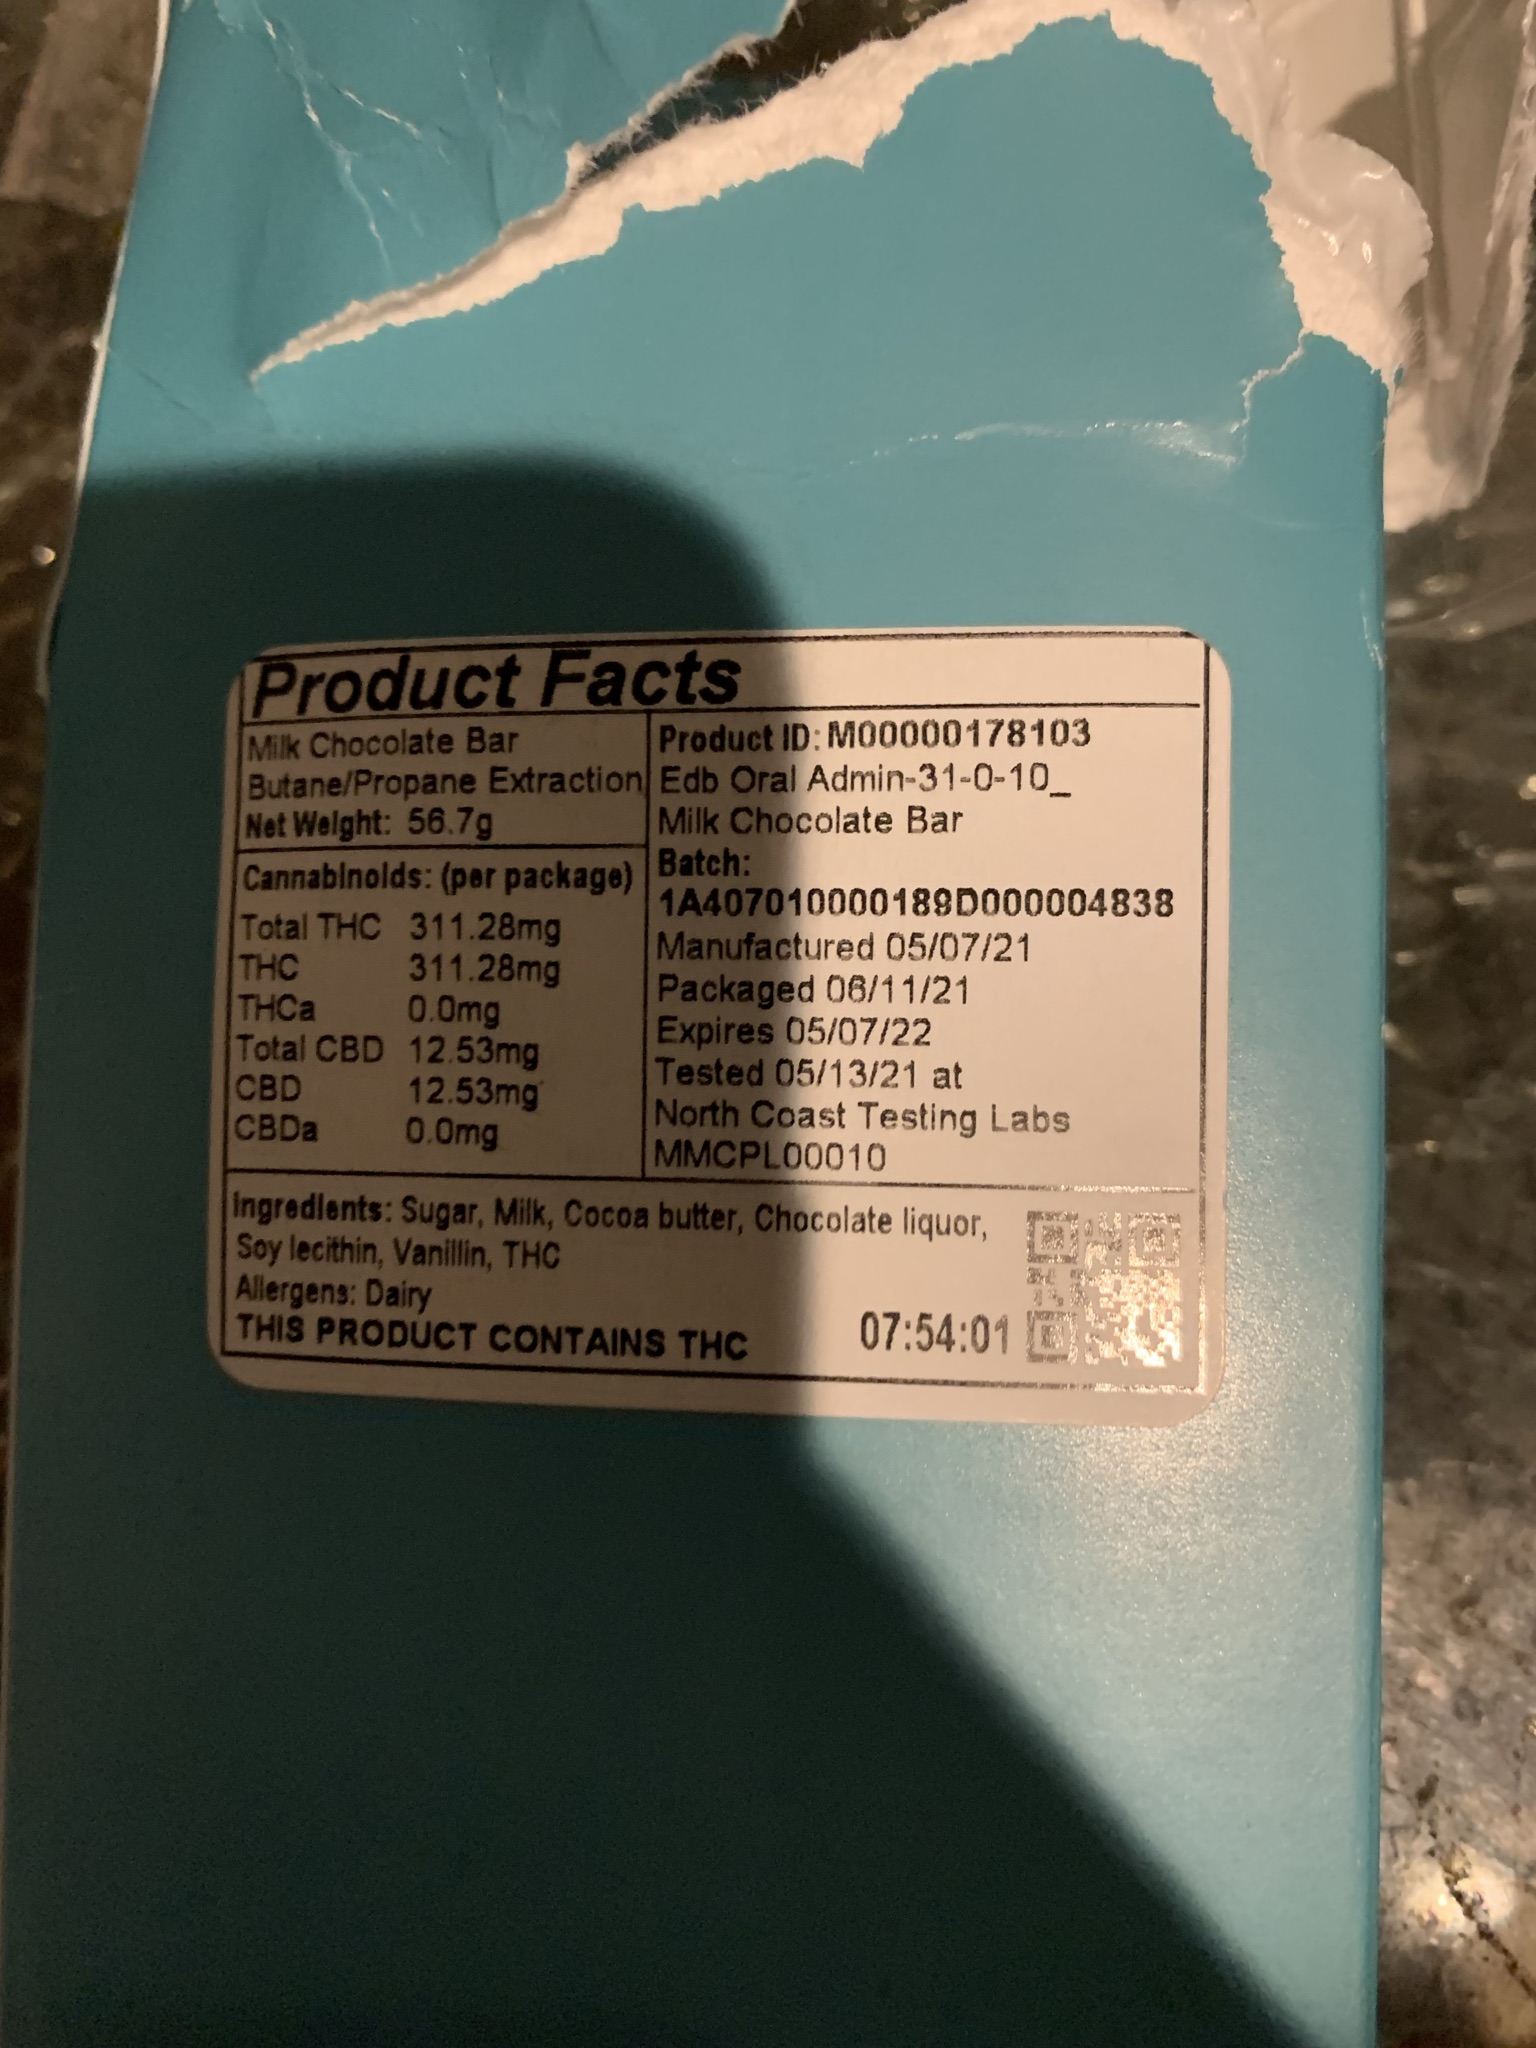 Product Facts
Milk Chocolate Bar
Butane/Propane Extraction
Net Weight: 56.7g
Cannabinoids: (per package)
Total THC 311.28mg
THC 311.28mg
THCa 0.0mg
Total CBD 12.53mg
CBD 12.53mg
CBDa 0.0mg
Product ID: M00000178103
Edb Oral Admin-31-0-10_
Milk Chocolate Bar
Batch:
1A407010000189D000004838
Manufactured 05/07/21
Packaged 06/11/21
Expires 05/07/22
Tested 05/13/21 at
North Coast Testing Labs
MMCPL00010
Ingredients: Sugar, Milk, Cocoa butter, Chocolate liquor,
Soy lecithin, Vanillin, THC
Allergens: Dairy
THIS PRODUCT CONTAINS THC 07:54:01